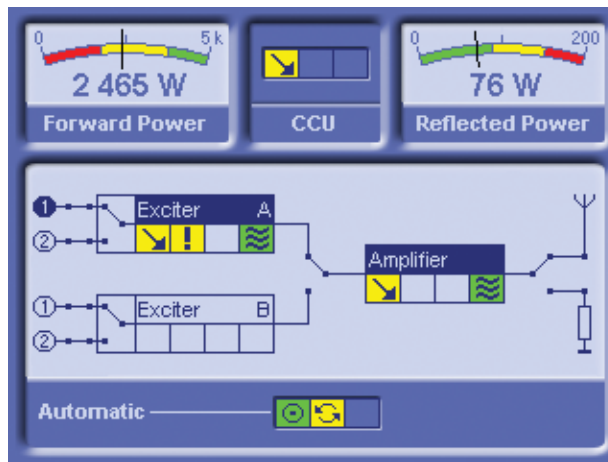 0 5k
2 465 W
Forward Power
CCU
0 200
76 W
Reflected Power
1 Exciter A
2 !
1 Exciter B
2
Amplifier
Automatic